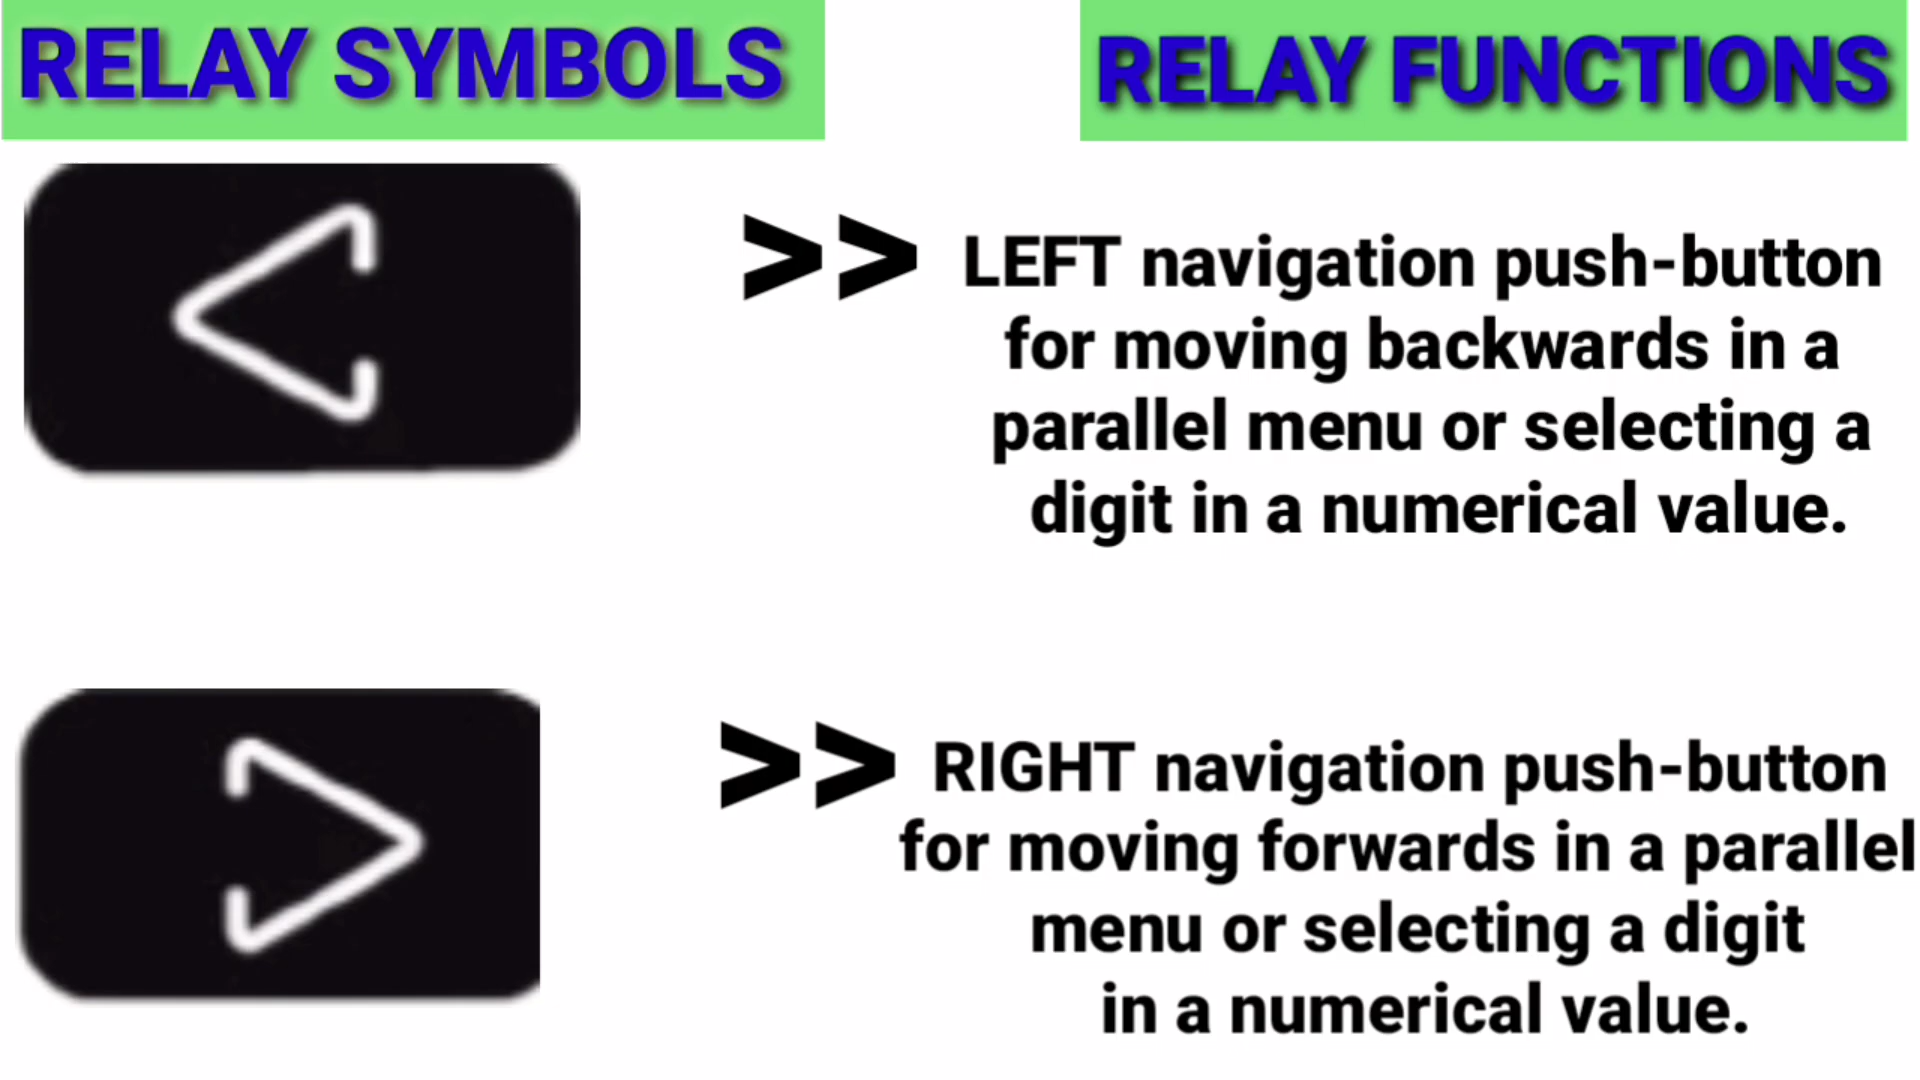 RELAY SYMBOLS
RELAY FUNCTIONS
>> LEFT navigation push-button
for moving backwards in a
parallel menu or selecting a
digit in a numerical value.
>> RIGHT navigation push-button
for moving forwards in a parallel
menu or selecting a digit
in a numerical value.